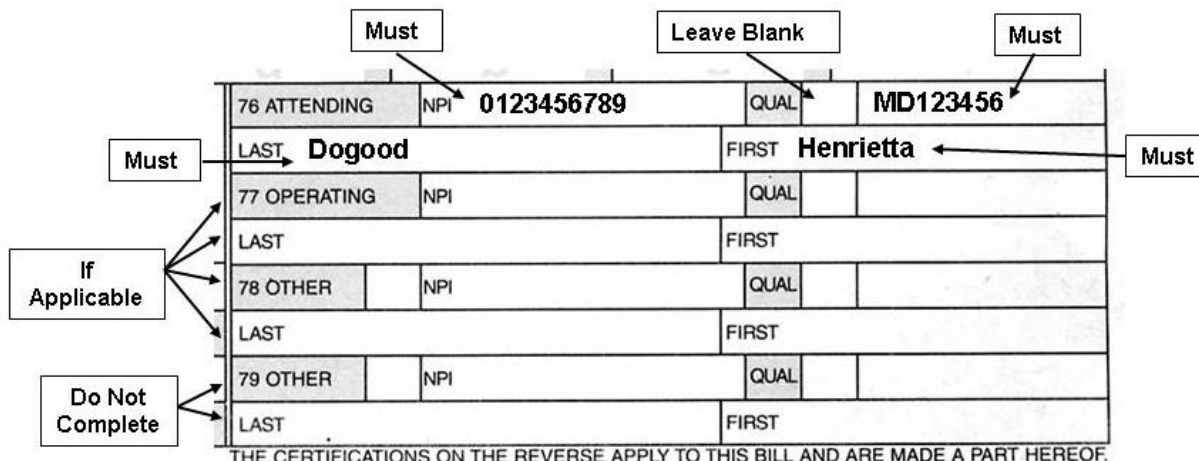 Must
Leave Blank
Must
76 ATTENDING NPI 0123456789 QUAL MD123456
Must
LAST Dogood FIRST Henrietta
Must
77 OPERATING NPI QUAL
LAST FIRST
If
Applicable
78 OTHER NPI QUAL
LAST FIRST
79 OTHER NPI QUAL
Do Not
Complete
LAST FIRST
THE CERTIFICATIONS ON THE REVERSE APPLY TO THIS BILL AND ARE MADE A PART HEREOF.